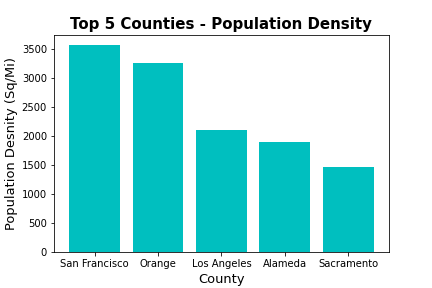 Top 5 Counties - Population Density
Population Desnity (Sq/Mi)
3500
3000
2500
2000
1500
1000
500
0
San Francisco Orange Los Angeles Alameda Sacramento
County